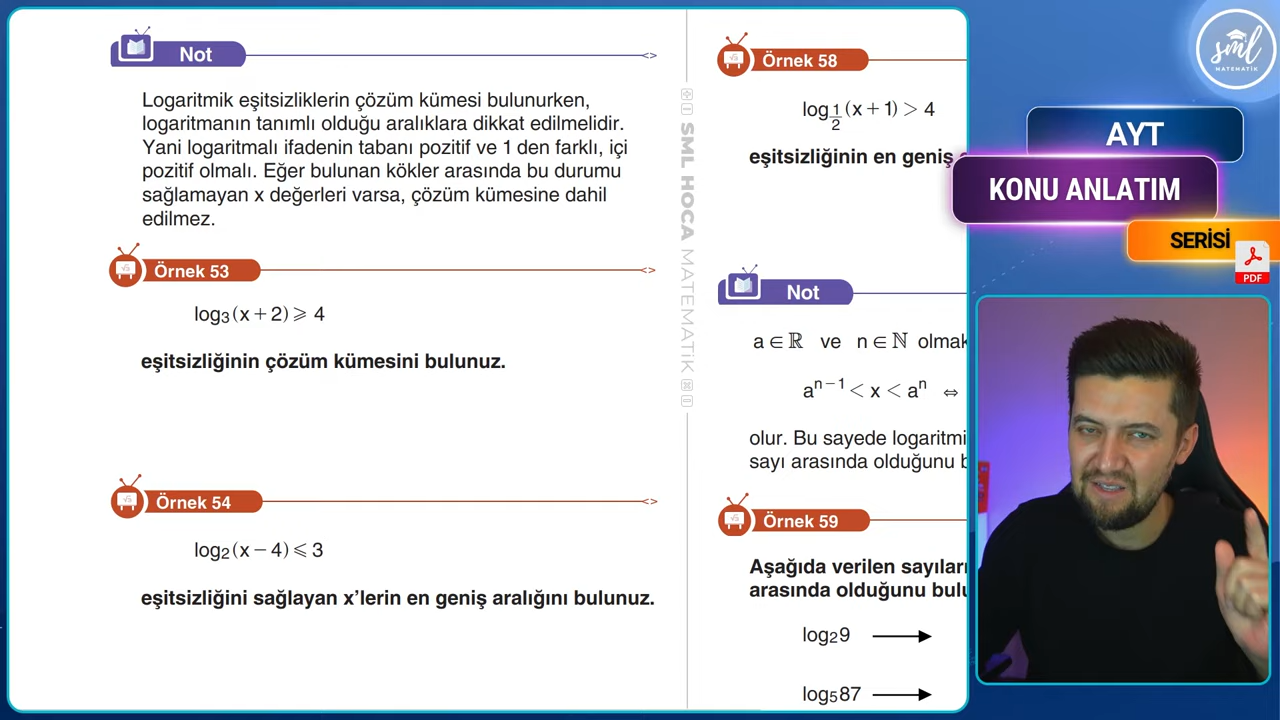 Not
Logaritmik eşitsizliklerin çözüm kümesi bulunurken,
logaritmanın tanımlı olduğu aralıklara dikkat edilmelidir.
Yani logaritmalı ifadenin tabanı pozitif ve 1 den farklı, içi
pozitif olmalı. Eğer bulunan kökler arasında bu durumu
sağlamayan x değerleri varsa, çözüm kümesine dahil
edilmez.
Örnek 53
log₃(x + 2) ⩾ 4
eşitsizliğinin çözüm kümesini bulunuz.
Örnek 54
log₂(x − 4) ⩽ 3
eşitsizliğini sağlayan x’lerin en geniş aralığını bulunuz.
SML HOCA MATEMATİK
Örnek 58
log_{1/2}(x + 1) > 4
eşitsizliğinin en geniş
Not
a ∈ ℝ ve n ∈ ℕ olmak
aⁿ⁻¹ < x < aⁿ ⇔
olur. Bu sayede logaritmi
sayı arasında olduğunu b
Örnek 59
Aşağıda verilen sayıların
arasında olduğunu bulu
log₂9
log₅87
sml
MATEMATİK
AYT
KONU ANLATIM
SERİSİ
PDF